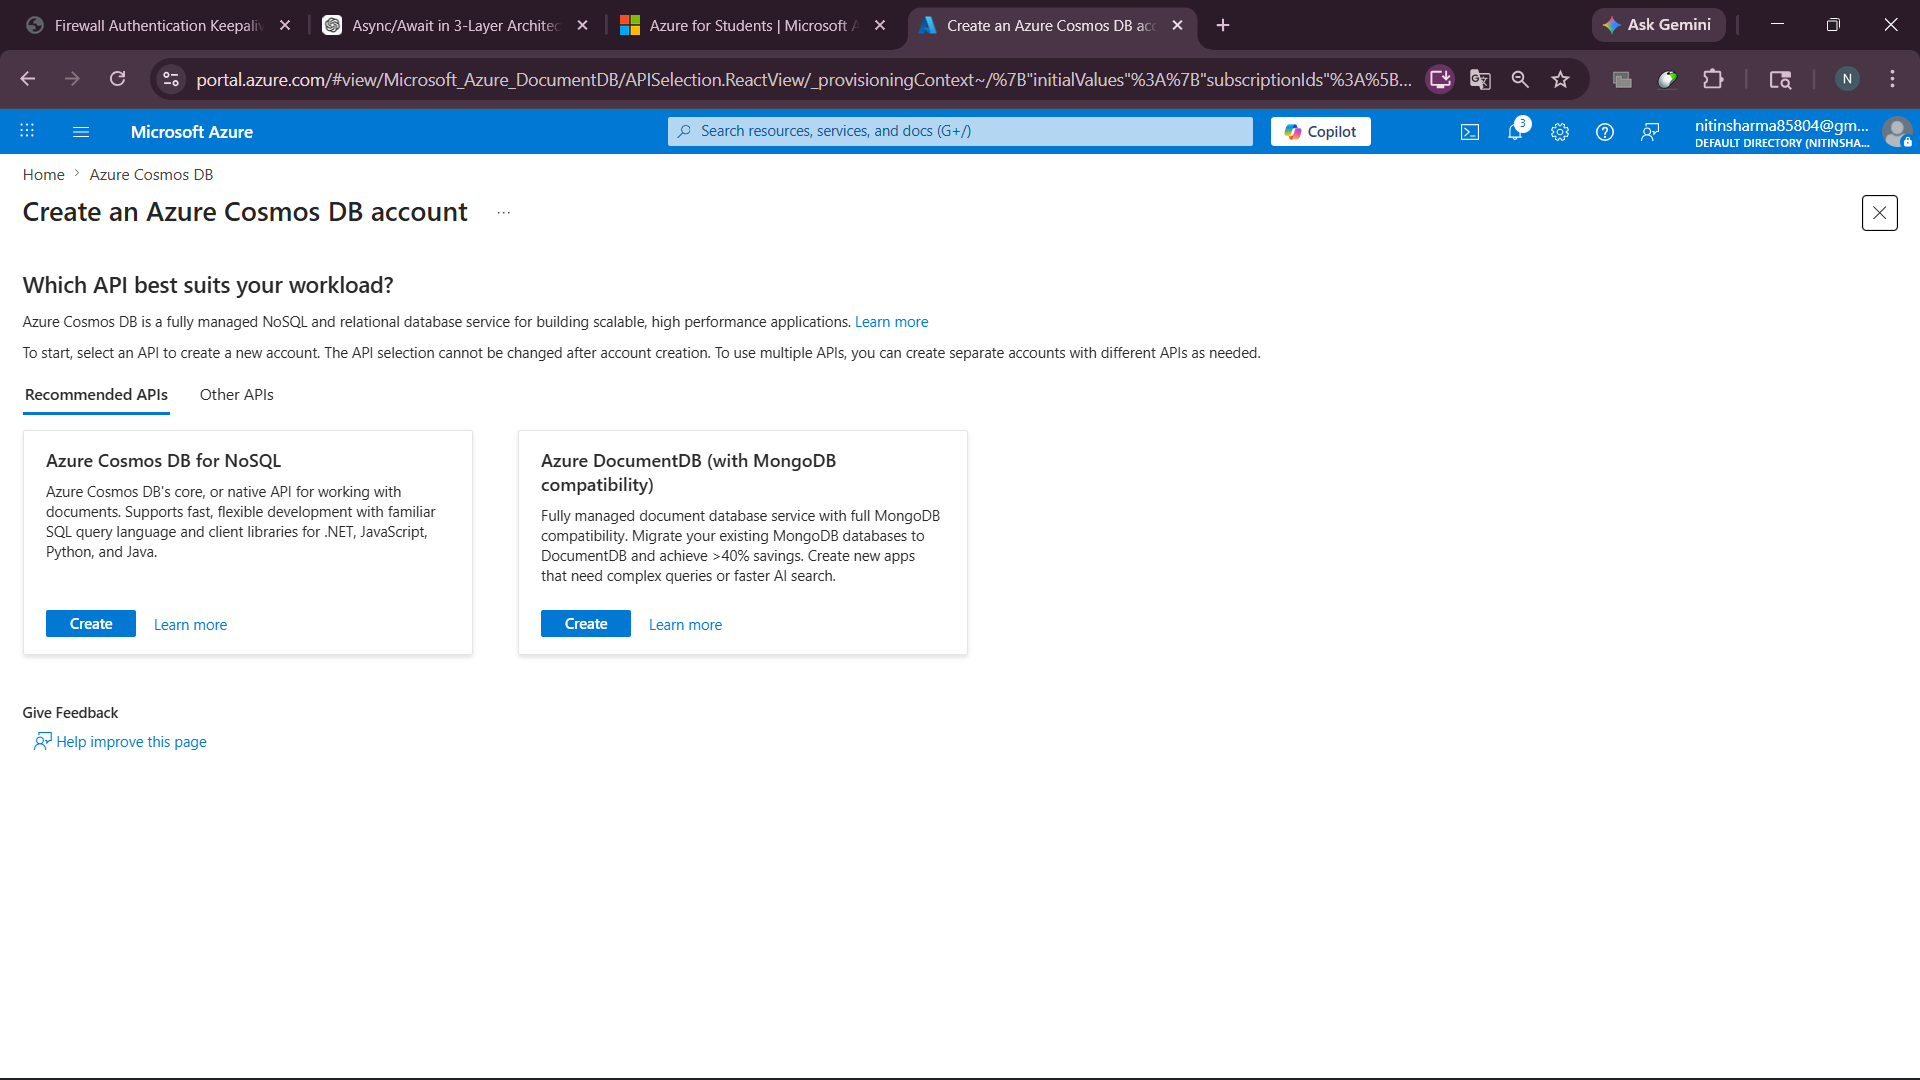 Firewall Authentication Keepaliv
Async/Await in 3-Layer Architec
Azure for Students | Microsoft A
Create an Azure Cosmos DB acc
Ask Gemini
portal.azure.com/#view/Microsoft_Azure_DocumentDB/APISelection.ReactView/_provisioningContext~/%7B"initialValues"%3A%7B"subscriptionIds"%3A%5B...
N
Microsoft Azure
Search resources, services, and docs (G+/)
Copilot
3
nitinsharma85804@gm...
DEFAULT DIRECTORY (NITINSHA...
Home > Azure Cosmos DB
Create an Azure Cosmos DB account ...
Which API best suits your workload?
Azure Cosmos DB is a fully managed NoSQL and relational database service for building scalable, high performance applications. Learn more
To start, select an API to create a new account. The API selection cannot be changed after account creation. To use multiple APIs, you can create separate accounts with different APIs as needed.
Recommended APIs
Other APIs
Azure Cosmos DB for NoSQL
Azure Cosmos DB's core, or native API for working with
documents. Supports fast, flexible development with familiar
SQL query language and client libraries for .NET, JavaScript,
Python, and Java.
Create
Learn more
Azure DocumentDB (with MongoDB
compatibility)
Fully managed document database service with full MongoDB
compatibility. Migrate your existing MongoDB databases to
DocumentDB and achieve >40% savings. Create new apps
that need complex queries or faster AI search.
Create
Learn more
Give Feedback
Help improve this page